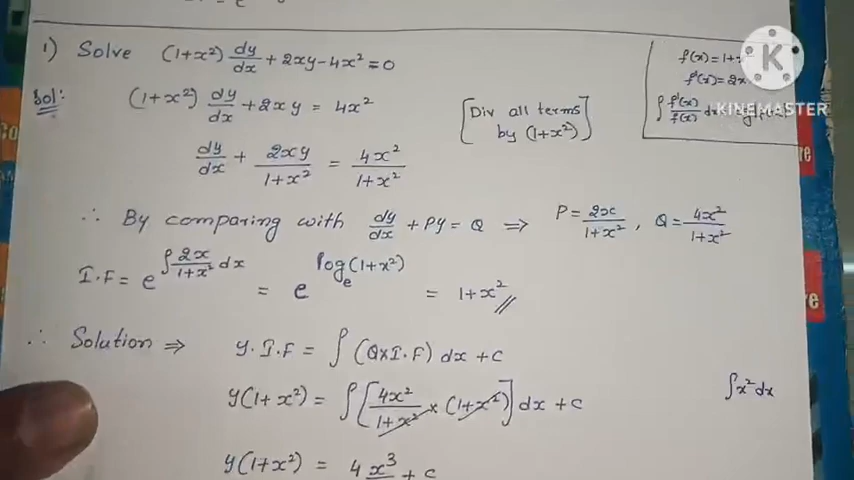 1) Solve (1+x²) dy/dx + 2xy - 4x² = 0
f(x) = 1+x
f'(x) = 2x
∫ f'(x)/f(x) dx
K
KINEMASTER
Sol: (1+x²) dy/dx + 2xy = 4x²
[Div all terms
by (1+x²)]
dy/dx + 2xy/1+x² = 4x²/1+x²
∴ By comparing with dy/dx + Py = Q ⇒ P = 2x/1+x², Q = 4x²/1+x²
I.F = e^∫ 2x/1+x² dx = e^logₑ(1+x²) = 1+x² //
∴ Solution ⇒ y.I.F = ∫ (Q x I.F) dx + c
y(1+x²) = ∫ [4x²/1+x² x (1+x²)] dx + c
∫x² dx
y(1+x²) = 4 x³ + c